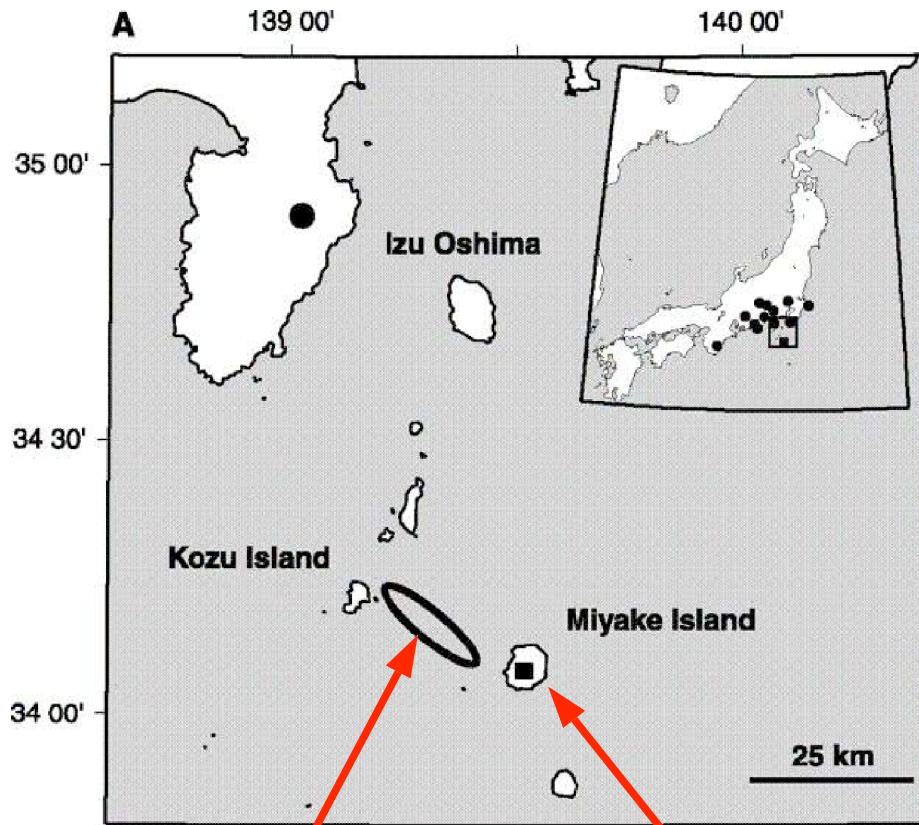 A
139 00'
140 00'
35 00'
Izu Oshima
34 30'
Kozu Island
Miyake Island
34 00'
25 km